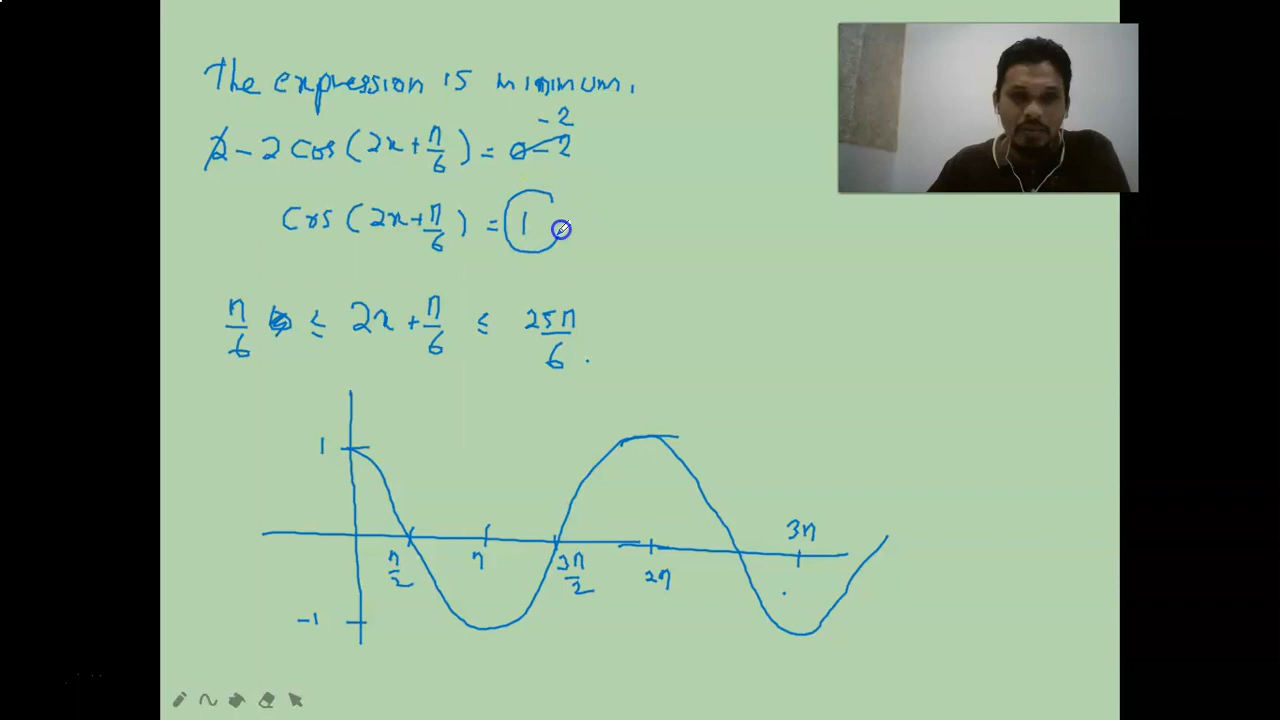 The expression is minimum.
-2
2 - 2 cos (2x + π/6) = 0 - 2
cos (2x + π/6) = 1
π/6 ≤ 2x + π/6 ≤ 25π/6 .
1
3π
π/2 π 3π/2 2π
-1